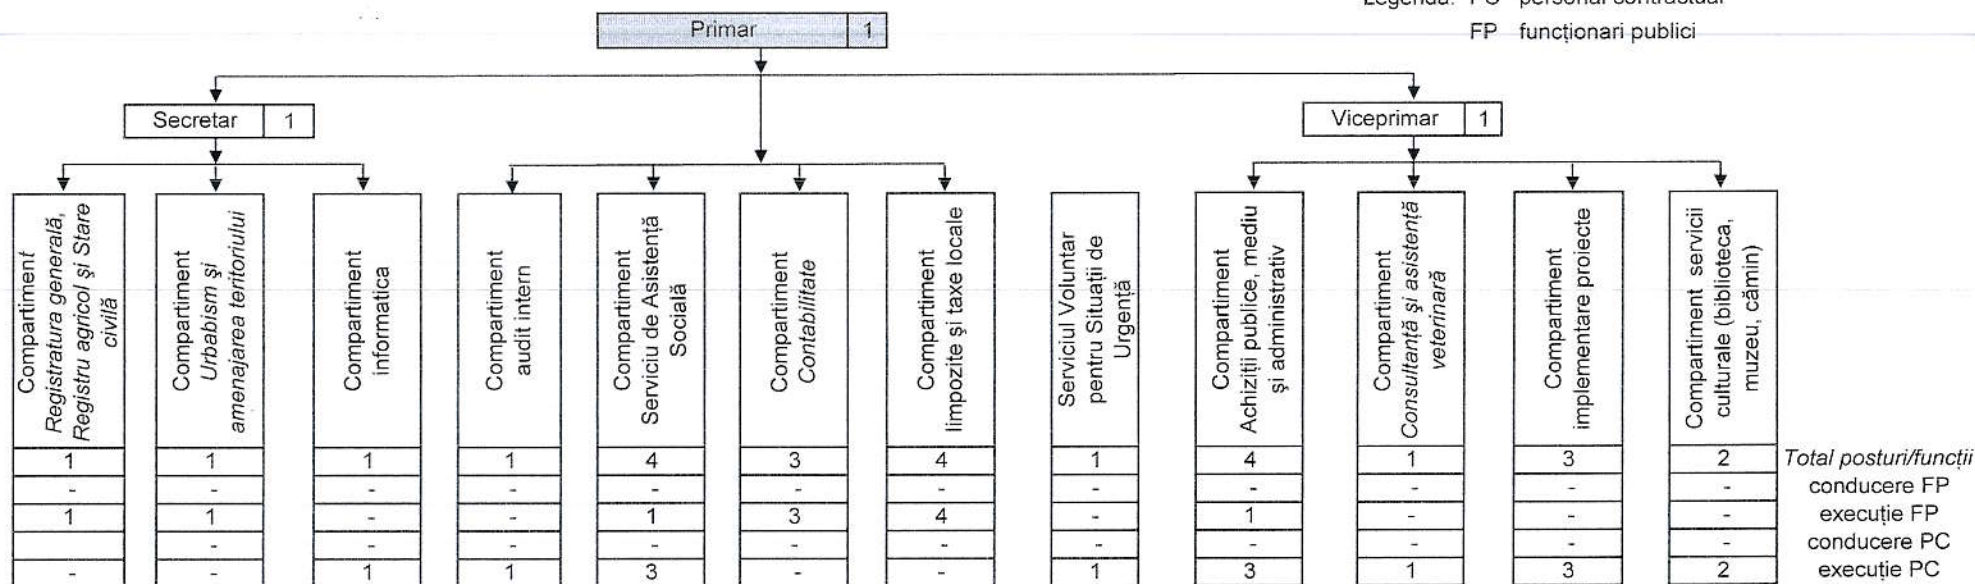 Legenda: PC personal contractual
FP funcționari publici
Primar 1
Secretar 1
Viceprimar 1
Compartiment
Registratura generală,
Registru agricol și Stare
civilă
Compartiment
Urbabism și
amenajarea teritoriului
Compartiment
informatica
Compartiment
audit intern
Compartiment
Serviciu de Asistență
Socială
Compartiment
Contabilitate
Compartiment
limpozite și taxe locale
Serviciul Voluntar
pentru Situații de
Urgență
Compartiment
Achiziții publice, mediu
și administrativ
Compartiment
Consultanță și asistență
veterinară
Compartiment
implementare proiecte
Compartiment servicii
culturale (biblioteca,
muzeu, cămin)
1 1 1 1 4 3 4 1 4 1 3 2 Total posturi/funcții
- - - - - - - - - - - - conducere FP
1 1 - - 1 3 4 - 1 - - - execuție FP
- - - - - - - - - - - conducere PC
- - 1 1 3 - - 1 3 1 3 2 execuție PC